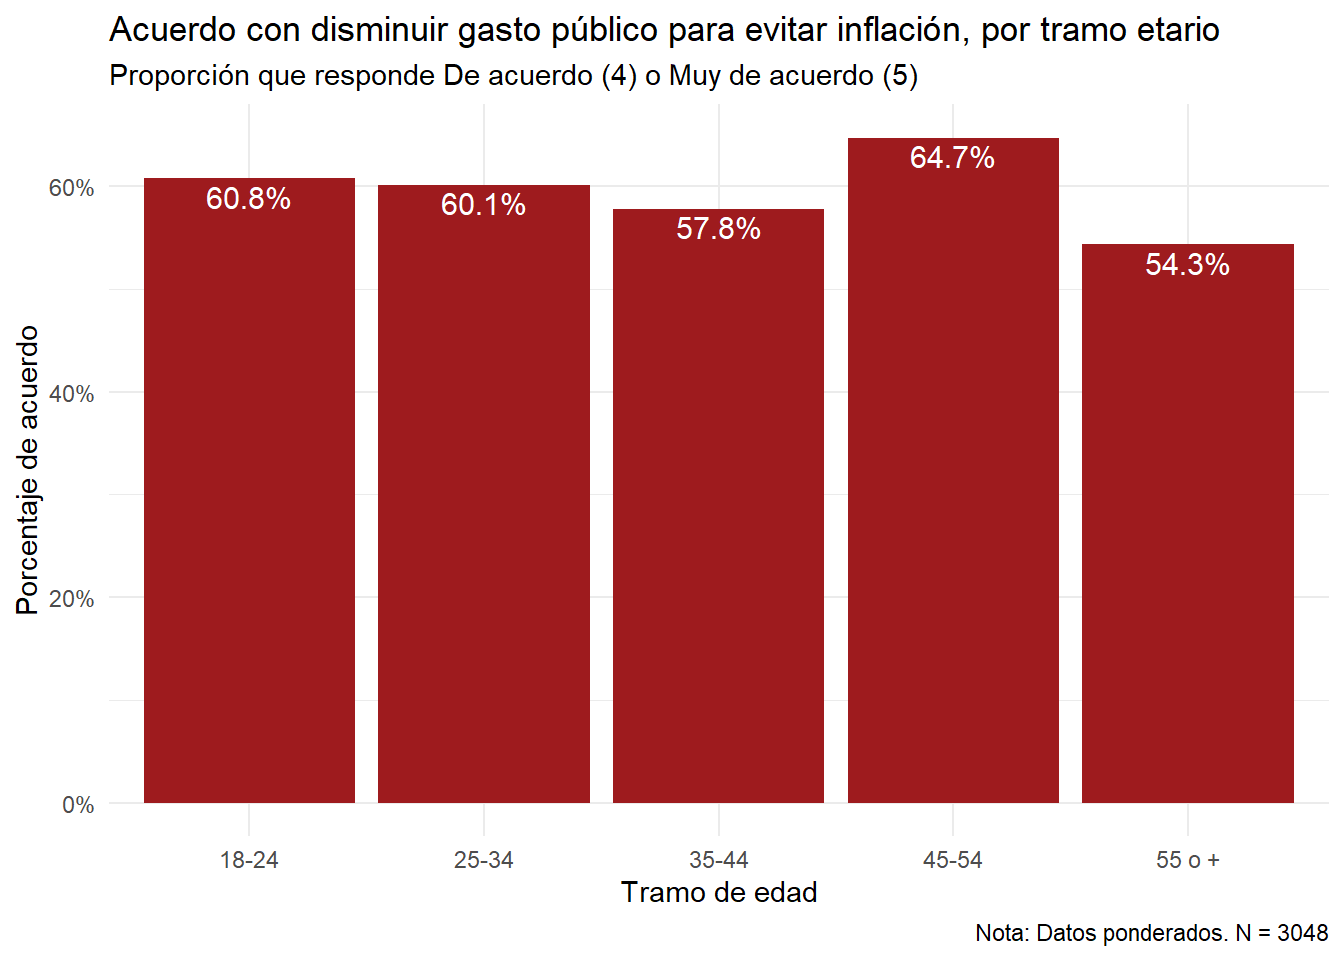 Acuerdo con disminuir gasto público para evitar inflación, por tramo etario
Proporción que responde De acuerdo (4) o Muy de acuerdo (5)
Porcentaje de acuerdo
60%
40%
20%
0%
60.8%
60.1%
57.8%
64.7%
54.3%
18-24
25-34
35-44
45-54
55 o +
Tramo de edad
Nota: Datos ponderados. N = 3048